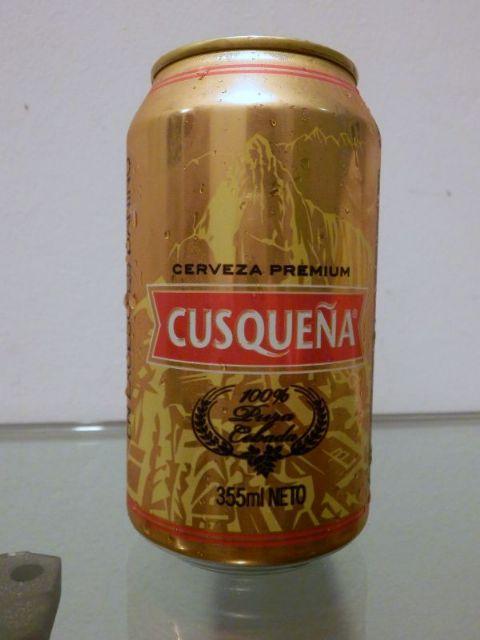 CERVEZA PREMIUM
CUSQUEÑA®
100%
Pura
Cebada
355ml NETO